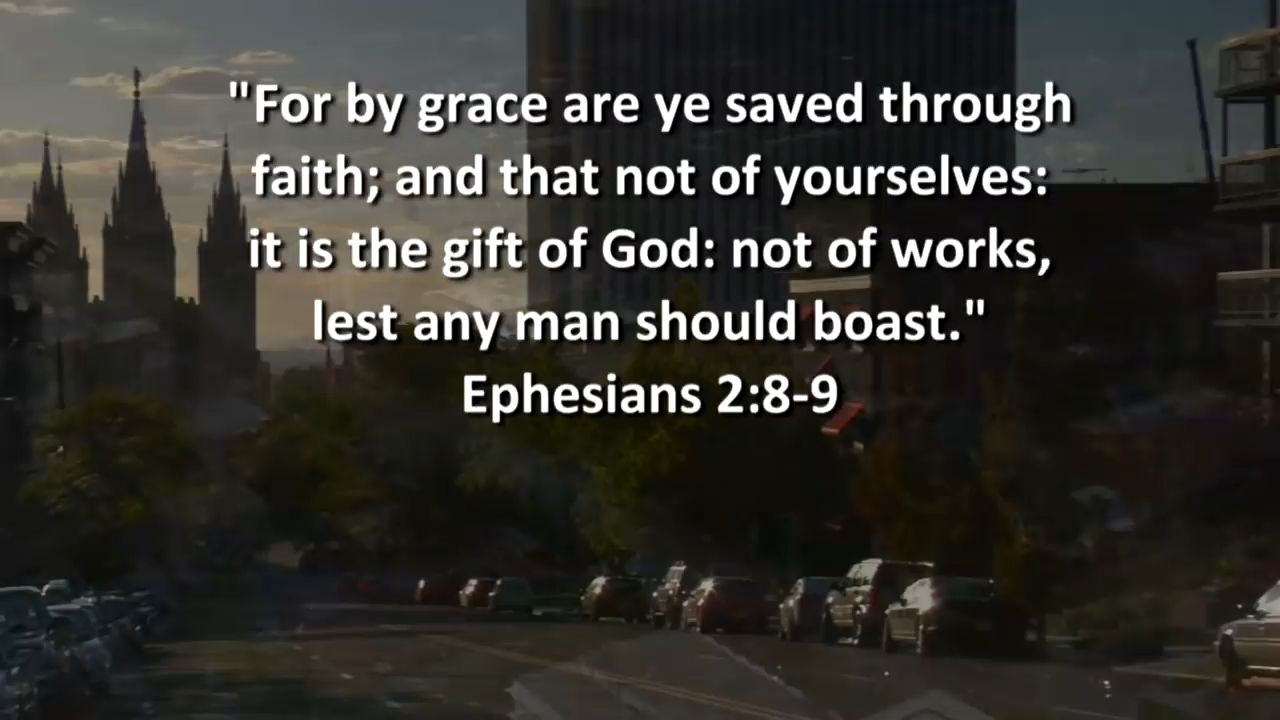 "For by grace are ye saved through
faith; and that not of yourselves:
it is the gift of God: not of works,
lest any man should boast."
Ephesians 2:8-9